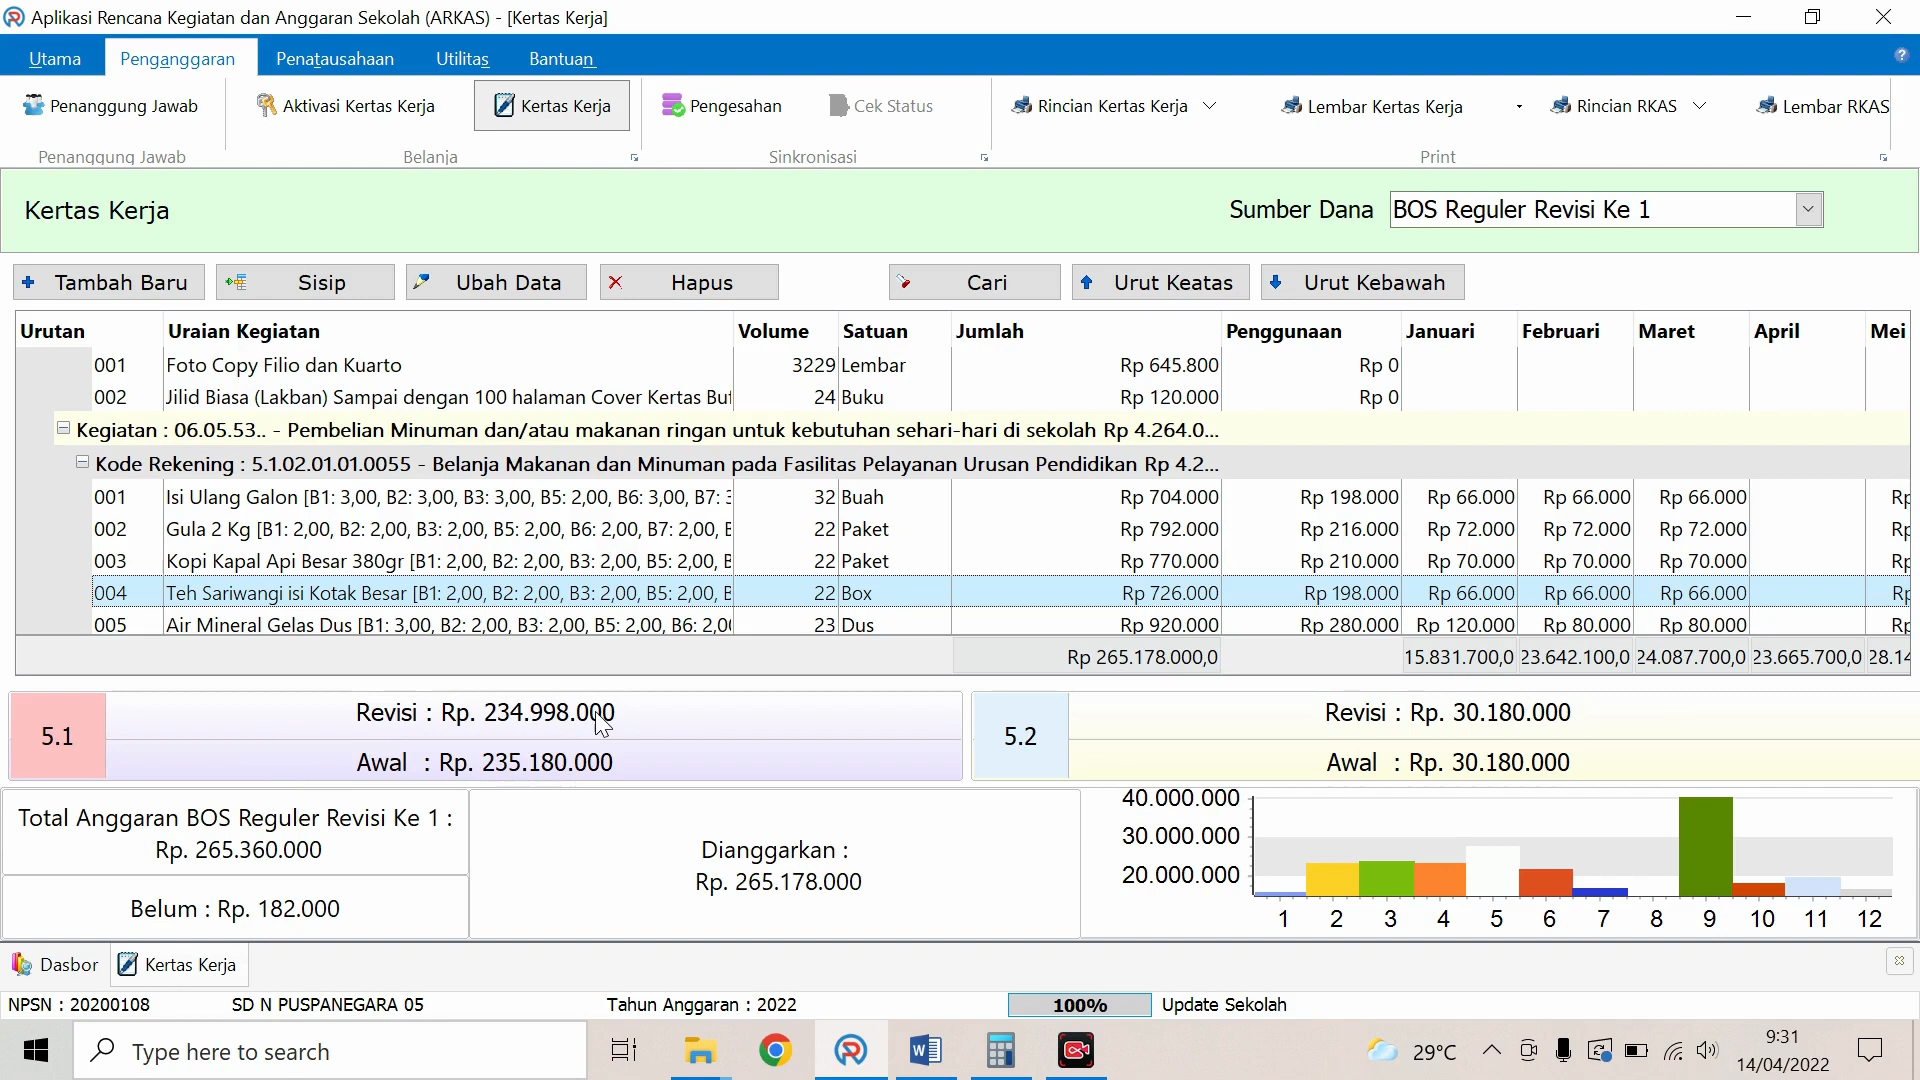 Aplikasi Rencana Kegiatan dan Anggaran Sekolah (ARKAS) - [Kertas Kerja]
Utama Penganggaran Penatausahaan Utilitas Bantuan
Penanggung Jawab Aktivasi Kertas Kerja Kertas Kerja Pengesahan Cek Status Rincian Kertas Kerja Lembar Kertas Kerja Rincian RKAS Lembar RKAS
Penanggung Jawab Belanja Sinkronisasi Print
Kertas Kerja Sumber Dana BOS Reguler Revisi Ke 1
Tambah Baru Sisip Ubah Data Hapus Cari Urut Keatas Urut Kebawah
Urutan Uraian Kegiatan Volume Satuan Jumlah Penggunaan Januari Februari Maret April Mei
001 Foto Copy Filio dan Kuarto 3229 Lembar Rp 645.800 Rp 0
002 Jilid Biasa (Lakban) Sampai dengan 100 halaman Cover Kertas Buf 24 Buku Rp 120.000 Rp 0
Kegiatan : 06.05.53.. - Pembelian Minuman dan/atau makanan ringan untuk kebutuhan sehari-hari di sekolah Rp 4.264.0...
Kode Rekening : 5.1.02.01.01.0055 - Belanja Makanan dan Minuman pada Fasilitas Pelayanan Urusan Pendidikan Rp 4.2...
001 Isi Ulang Galon [B1: 3,00, B2: 3,00, B3: 3,00, B5: 2,00, B6: 3,00, B7: 32 Buah Rp 704.000 Rp 198.000 Rp 66.000 Rp 66.000 Rp 66.000 Rp
002 Gula 2 Kg [B1: 2,00, B2: 2,00, B3: 2,00, B5: 2,00, B6: 2,00, B7: 2,00, 22 Paket Rp 792.000 Rp 216.000 Rp 72.000 Rp 72.000 Rp 72.000 Rp
003 Kopi Kapal Api Besar 380gr [B1: 2,00, B2: 2,00, B3: 2,00, B5: 2,00, 22 Paket Rp 770.000 Rp 210.000 Rp 70.000 Rp 70.000 Rp 70.000 Rp
004 Teh Sariwangi isi Kotak Besar [B1: 2,00, B2: 2,00, B3: 2,00, B5: 2,00, 22 Box Rp 726.000 Rp 198.000 Rp 66.000 Rp 66.000 Rp 66.000 Rp
005 Air Mineral Gelas Dus [B1: 3,00, B2: 2,00, B3: 2,00, B5: 2,00, B6: 2,0 23 Dus Rp 920.000 Rp 280.000 Rp 120.000 Rp 80.000 Rp 80.000 Rp
Rp 265.178.000,0 15.831.700,0 23.642.100,0 24.087.700,0 23.665.700,0 28.14
5.1 Revisi : Rp. 234.998.000 5.2 Revisi : Rp. 30.180.000
Awal : Rp. 235.180.000 Awal : Rp. 30.180.000
Total Anggaran BOS Reguler Revisi Ke 1 :
Rp. 265.360.000
Belum : Rp. 182.000
Dianggarkan :
Rp. 265.178.000
40.000.000
30.000.000
20.000.000
1 2 3 4 5 6 7 8 9 10 11 12
Dasbor Kertas Kerja
NPSN : 20200108 SD N PUSPANEGARA 05 Tahun Anggaran : 2022 100% Update Sekolah
Type here to search 29°C 9:31
14/04/2022